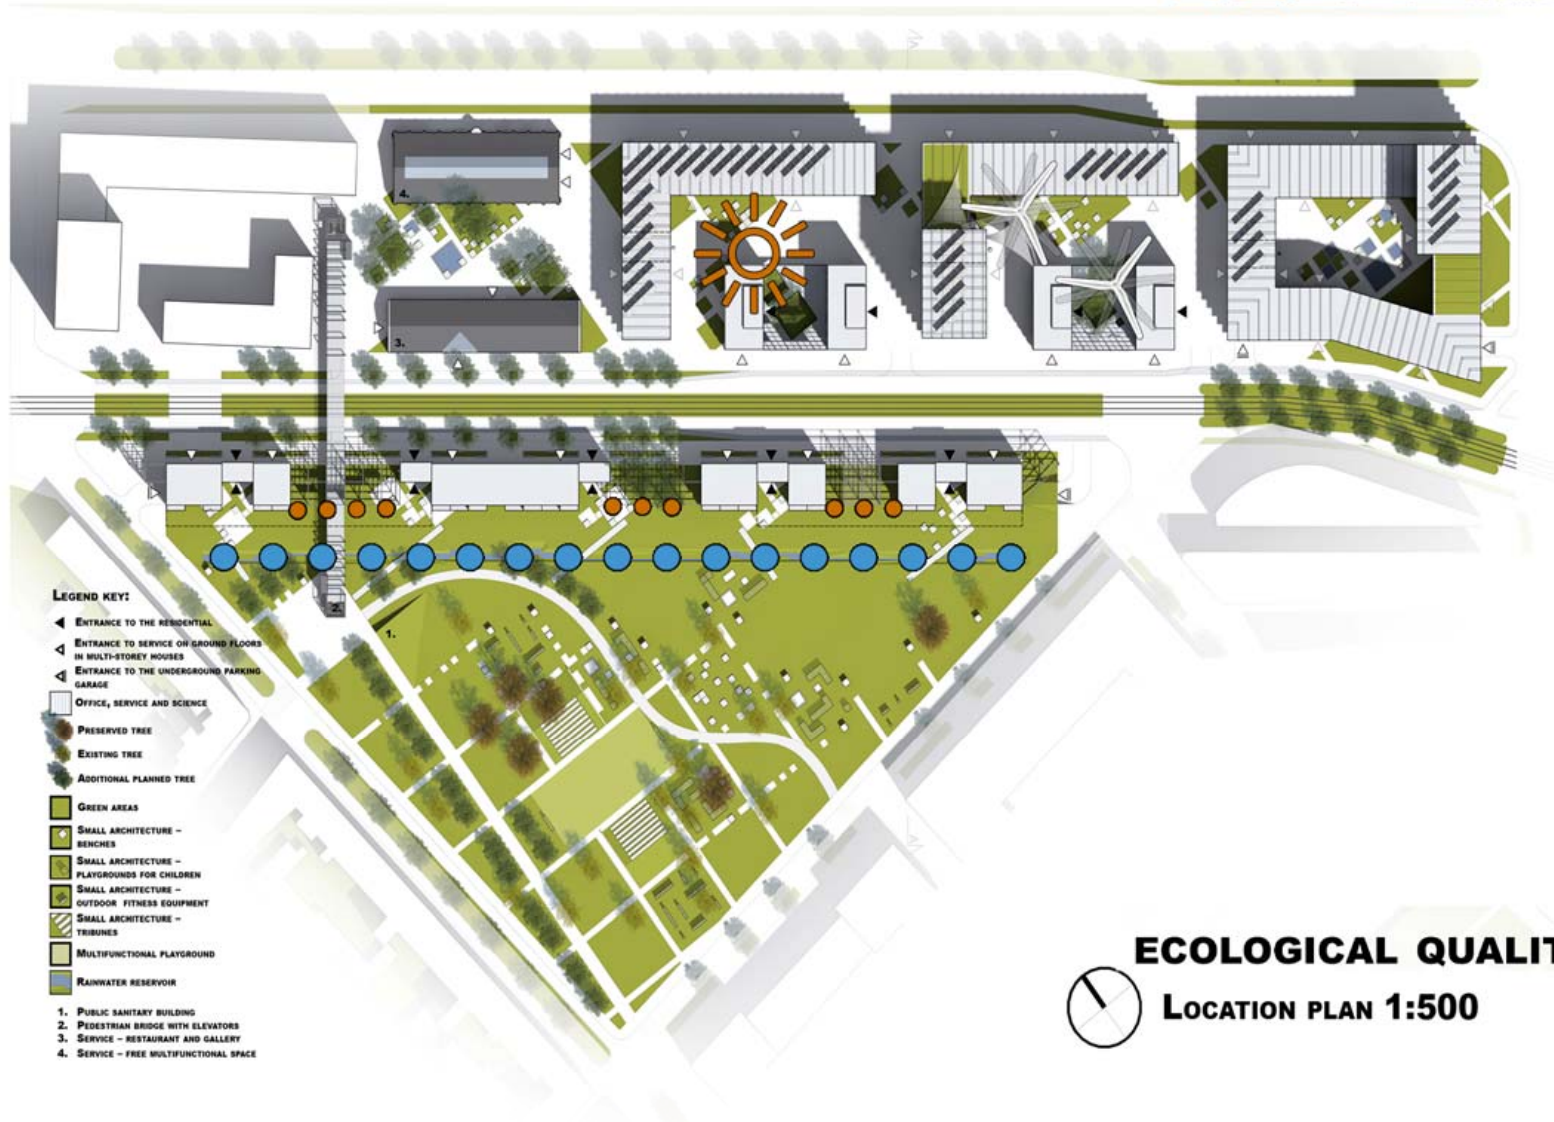 4.
3.
2.
1.
LEGEND KEY:
ENTRANCE TO THE RESIDENTIAL
ENTRANCE TO SERVICE ON GROUND FLOORS
IN MULTI-STOREY HOUSES
ENTRANCE TO THE UNDERGROUND PARKING
GARAGE
OFFICE, SERVICE AND SCIENCE
PRESERVED TREE
EXISTING TREE
ADDITIONAL PLANNED TREE
GREEN AREAS
SMALL ARCHITECTURE –
BENCHES
SMALL ARCHITECTURE –
PLAYGROUNDS FOR CHILDREN
SMALL ARCHITECTURE –
OUTDOOR FITNESS EQUIPMENT
SMALL ARCHITECTURE –
TRIBUNES
MULTIFUNCTIONAL PLAYGROUND
RAINWATER RESERVOIR
1. PUBLIC SANITARY BUILDING
2. PEDESTRIAN BRIDGE WITH ELEVATORS
3. SERVICE – RESTAURANT AND GALLERY
4. SERVICE – FREE MULTIFUNCTIONAL SPACE
ECOLOGICAL QUALIT
LOCATION PLAN 1:500